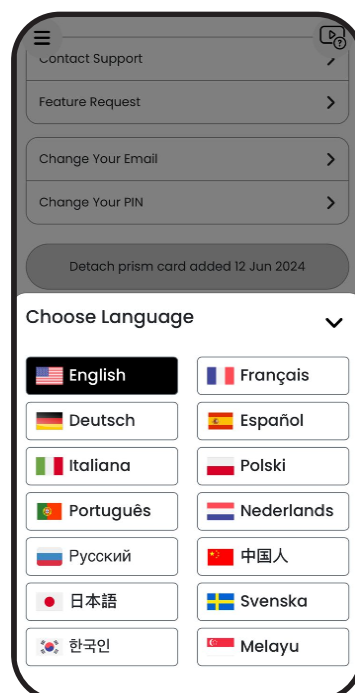 Contact Support
Feature Request
Change Your Email
Change Your PIN
Detach prism card added 12 Jun 2024
Choose Language
English
Français
Deutsch
Español
Italiana
Polski
Português
Nederlands
Русский
中国人
日本語
Svenska
한국인
Melayu